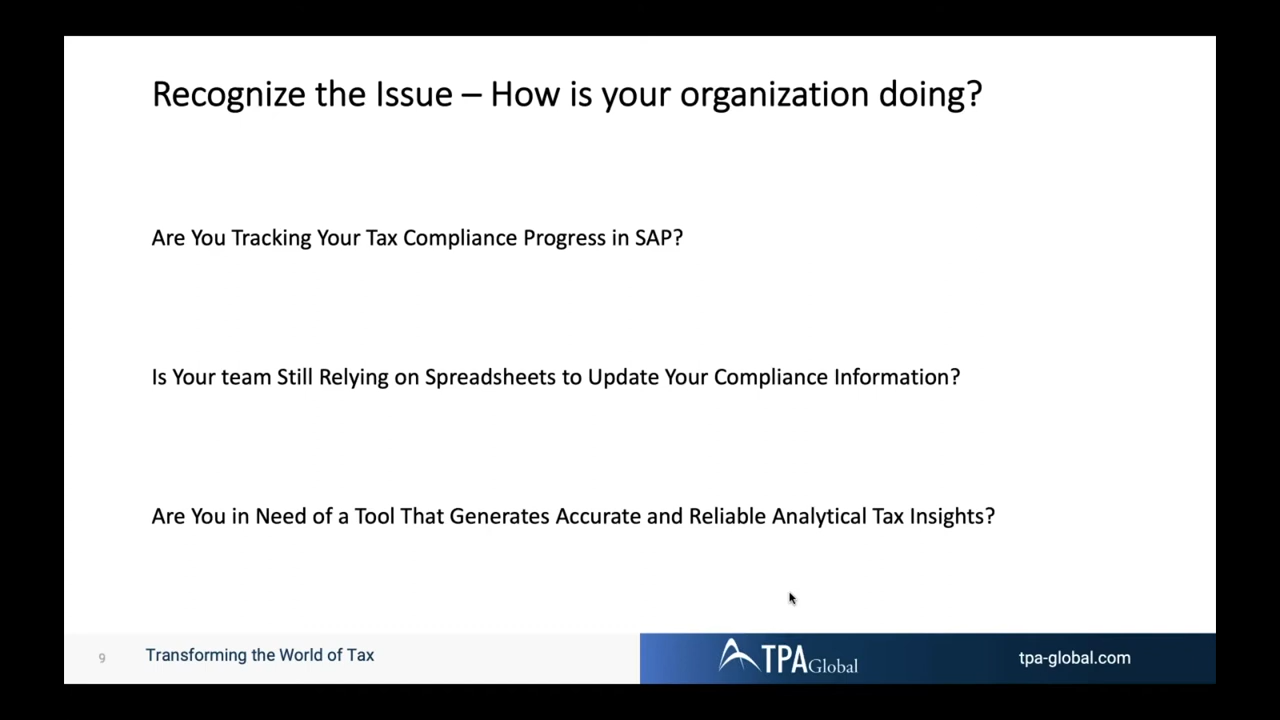 Recognize the Issue – How is your organization doing?
Are You Tracking Your Tax Compliance Progress in SAP?
Is Your team Still Relying on Spreadsheets to Update Your Compliance Information?
Are You in Need of a Tool That Generates Accurate and Reliable Analytical Tax Insights?
9
Transforming the World of Tax
TPA Global
tpa-global.com